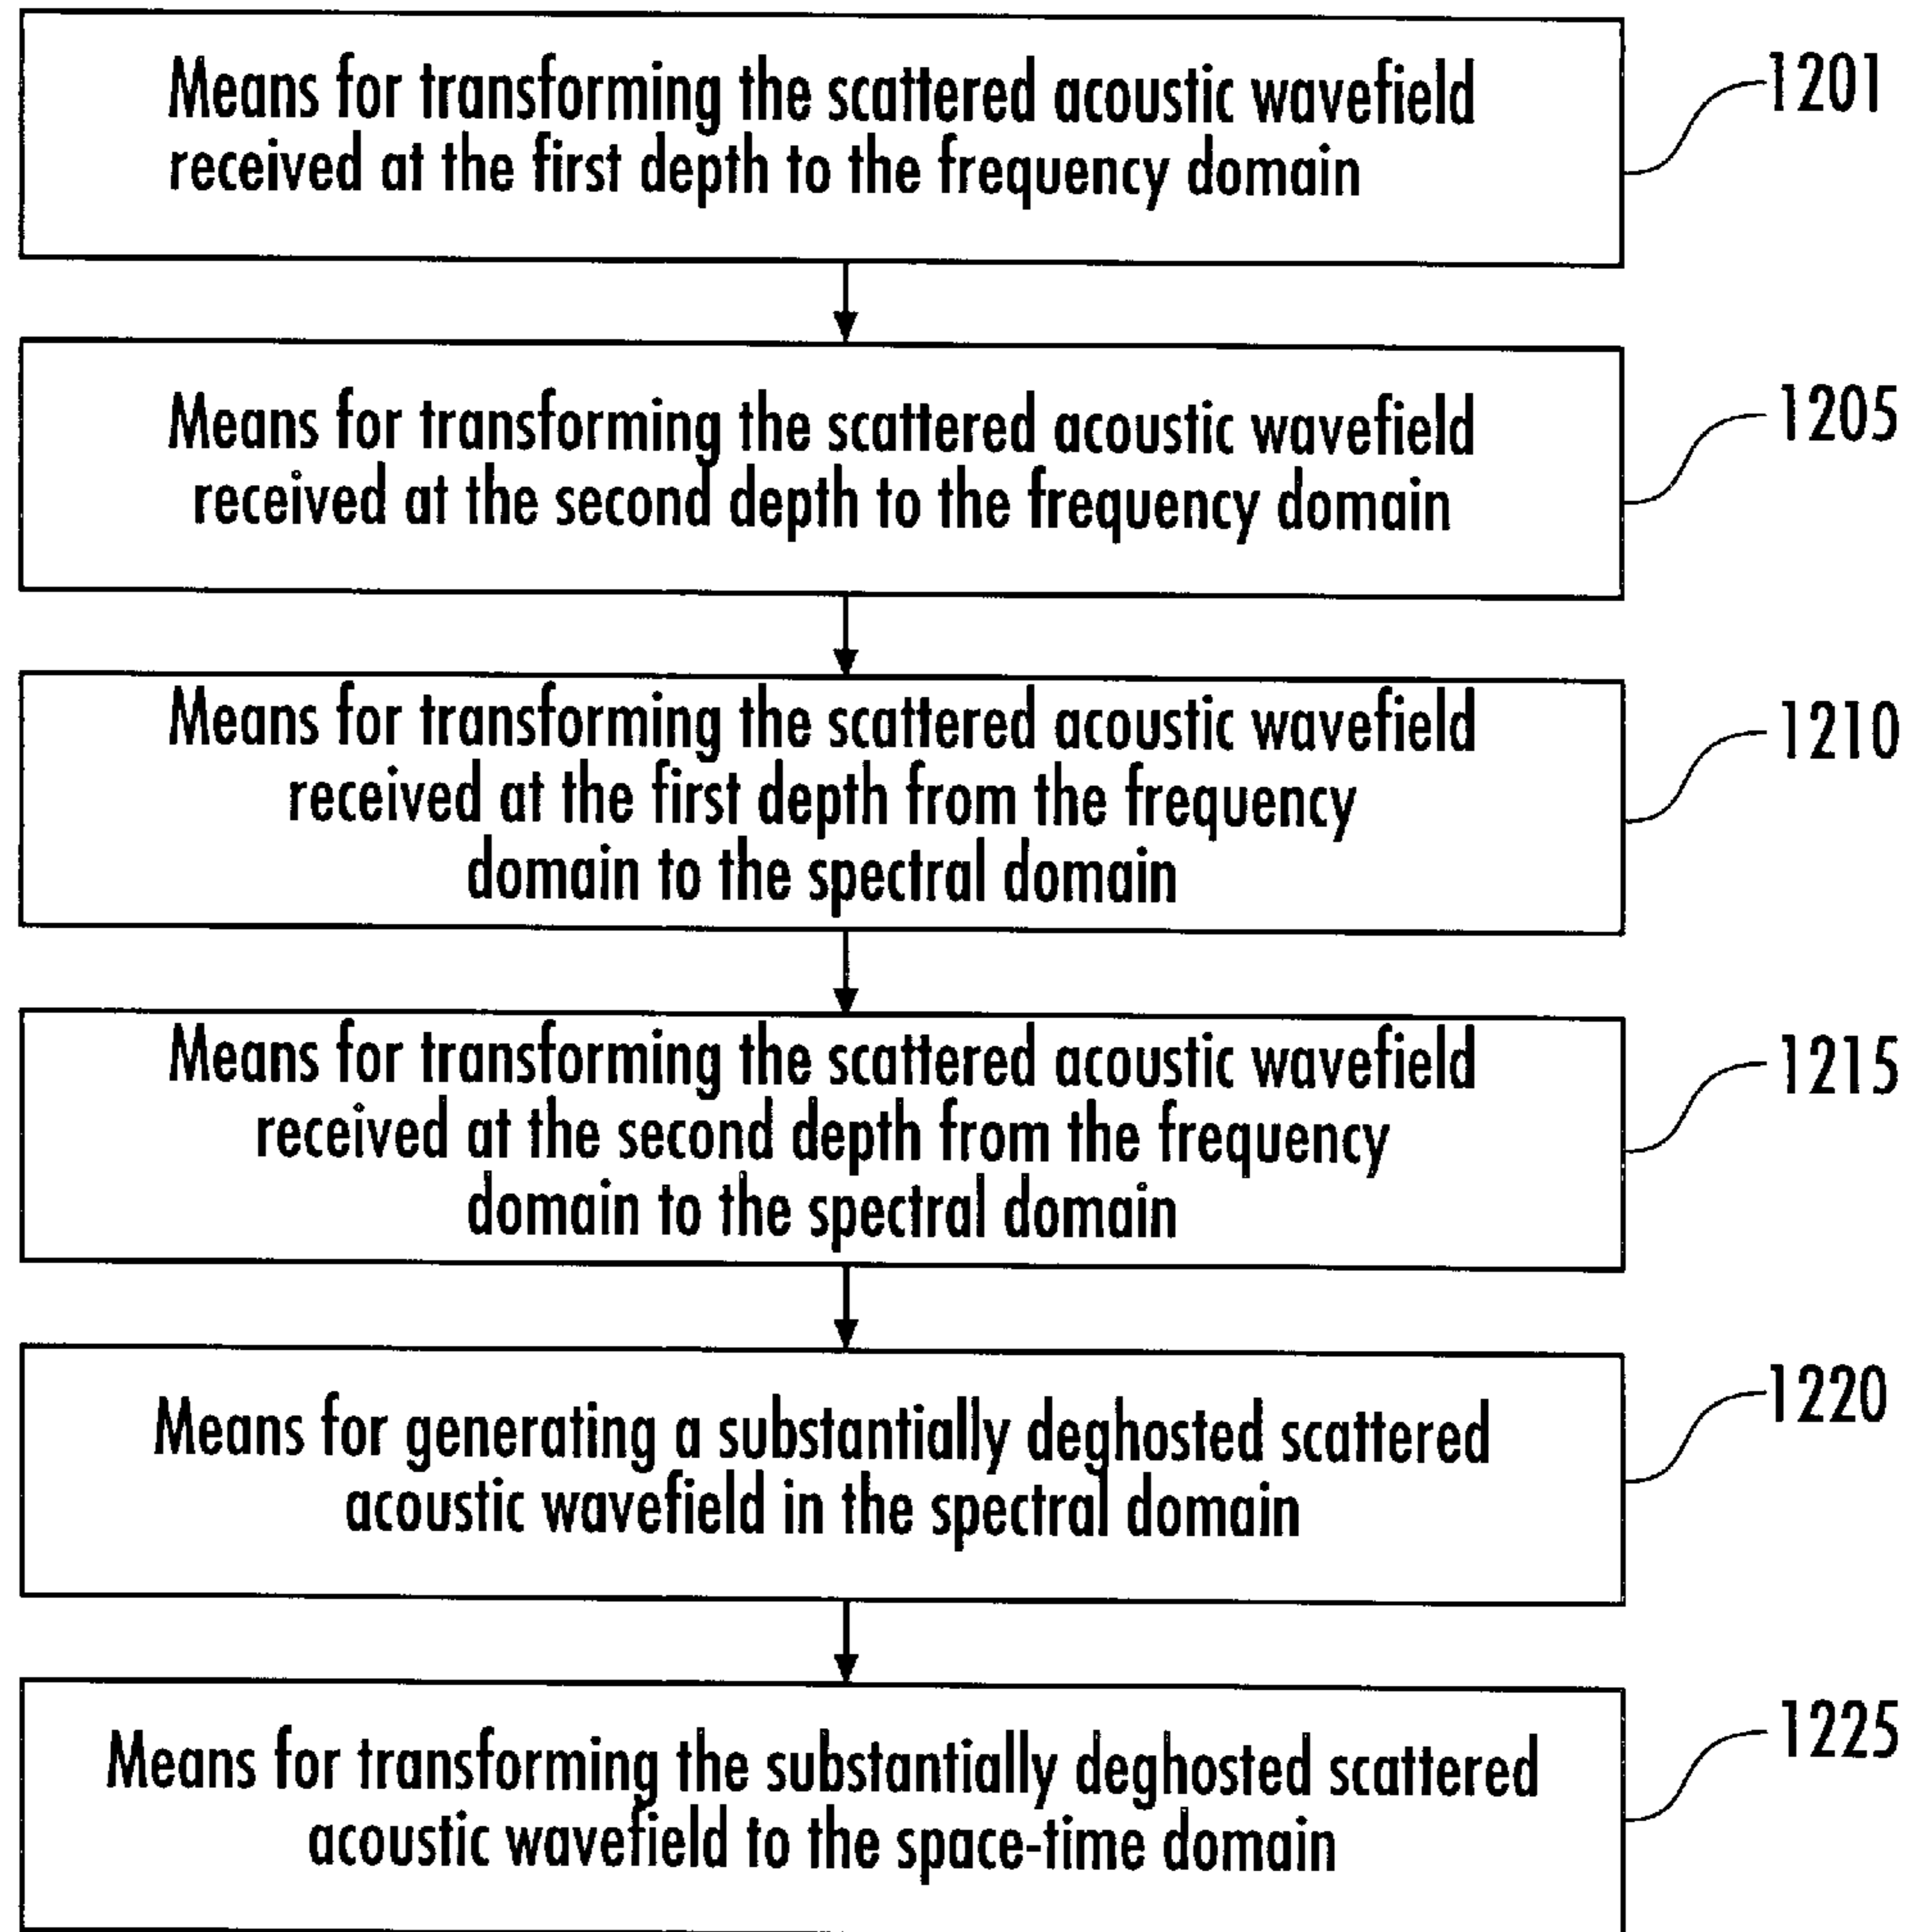 Means for transforming the scattered acoustic wavefield
received at the first depth to the frequency domain
1201
Means for transforming the scattered acoustic wavefield
received at the second depth to the frequency domain
1205
Means for transforming the scattered acoustic wavefield
received at the first depth from the frequency
domain to the spectral domain
1210
Means for transforming the scattered acoustic wavefield
received at the second depth from the frequency
domain to the spectral domain
1215
Means for generating a substantially deghosted scattered
acoustic wavefield in the spectral domain
1220
Means for transforming the substantially deghosted scattered
acoustic wavefield to the space-time domain
1225